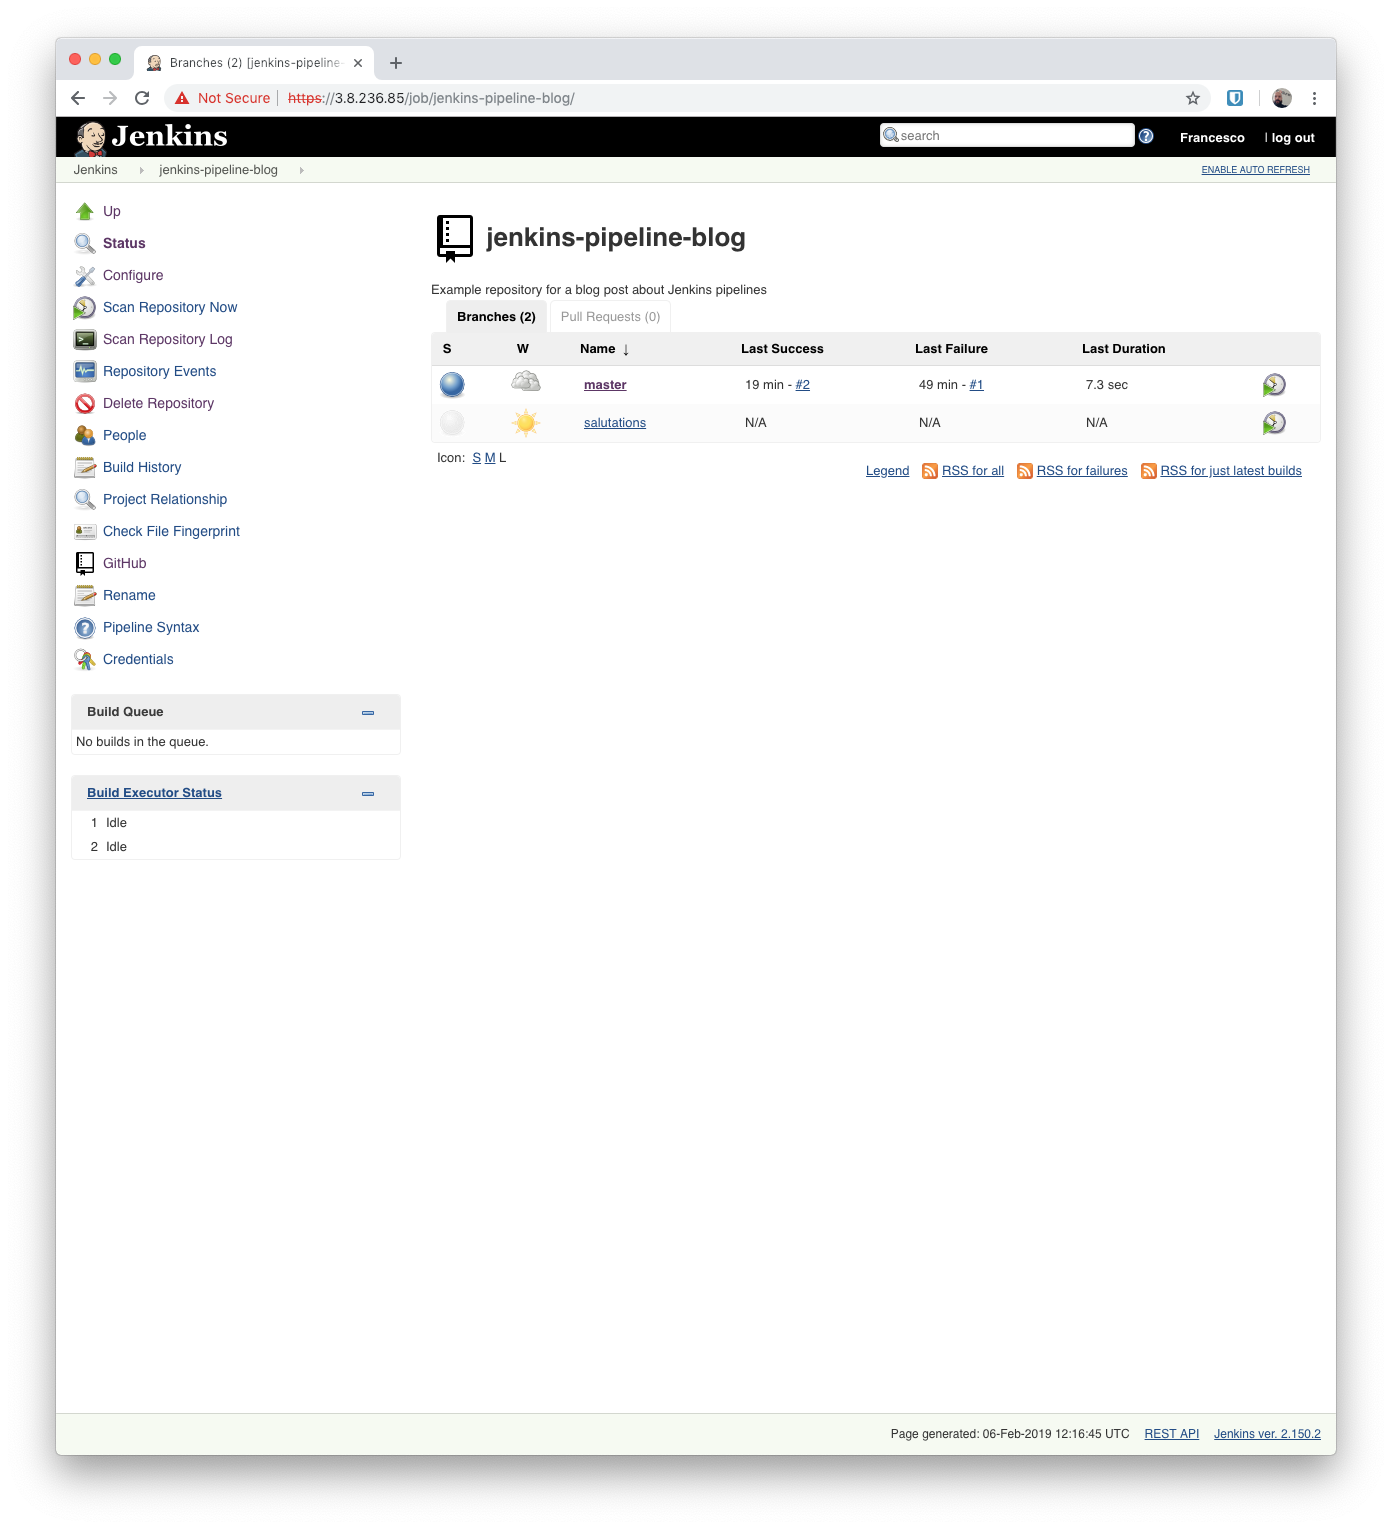 Branches (2) [jenkins-pipeline-
Not Secure https://3.8.236.85/job/jenkins-pipeline-blog/
Jenkins search Francesco | log out
Jenkins jenkins-pipeline-blog ENABLE AUTO REFRESH
Up
Status
Configure
Scan Repository Now
Scan Repository Log
Repository Events
Delete Repository
People
Build History
Project Relationship
Check File Fingerprint
GitHub
Rename
Pipeline Syntax
Credentials
Build Queue
No builds in the queue.
Build Executor Status
1 Idle
2 Idle
jenkins-pipeline-blog
Example repository for a blog post about Jenkins pipelines
Branches (2) Pull Requests (0)
S W Name ↓ Last Success Last Failure Last Duration
master 19 min - #2 49 min - #1 7.3 sec
salutations N/A N/A N/A
Icon: S M L
Legend RSS for all RSS for failures RSS for just latest builds
Page generated: 06-Feb-2019 12:16:45 UTC REST API Jenkins ver. 2.150.2